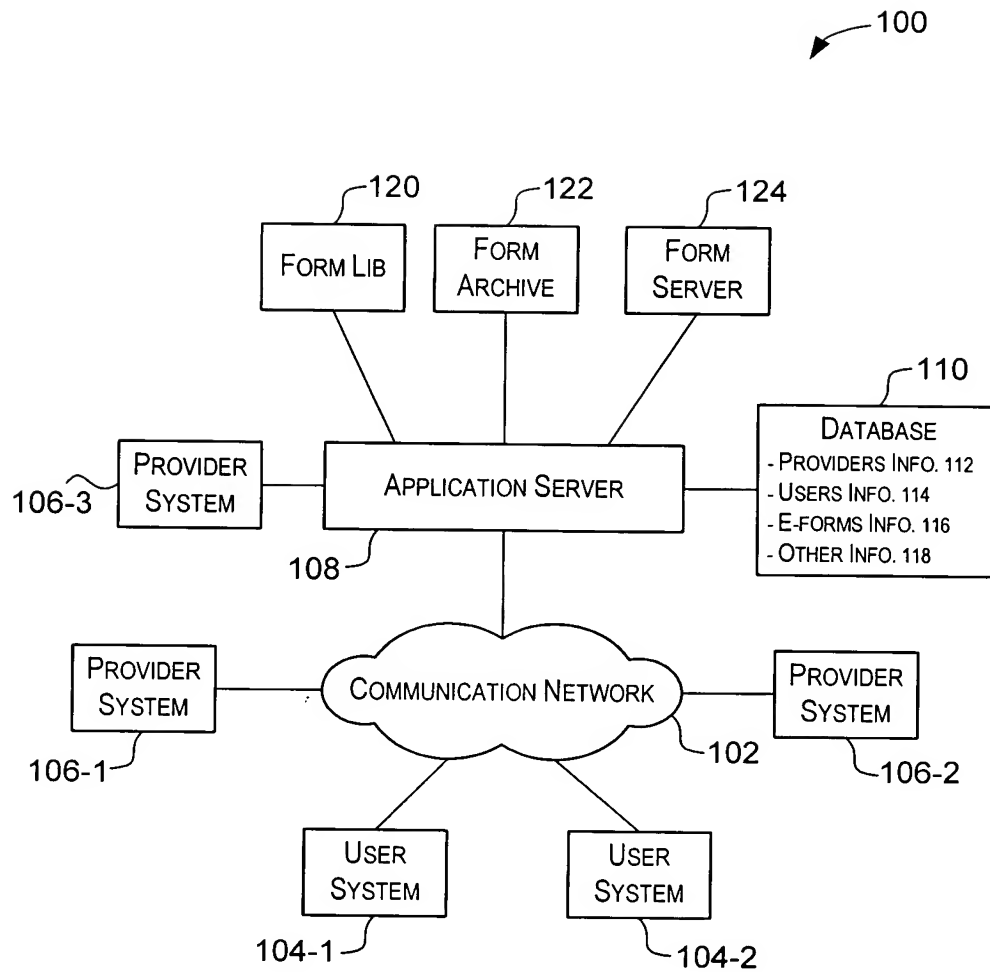 100
120
122
124
FORM LIB
FORM
ARCHIVE
FORM
SERVER
110
DATABASE
- PROVIDERS INFO. 112
- USERS INFO. 114
- E-FORMS INFO. 116
- OTHER INFO. 118
PROVIDER
SYSTEM
106-3
APPLICATION SERVER
108
PROVIDER
SYSTEM
106-1
COMMUNICATION NETWORK
102
PROVIDER
SYSTEM
106-2
USER
SYSTEM
104-1
USER
SYSTEM
104-2